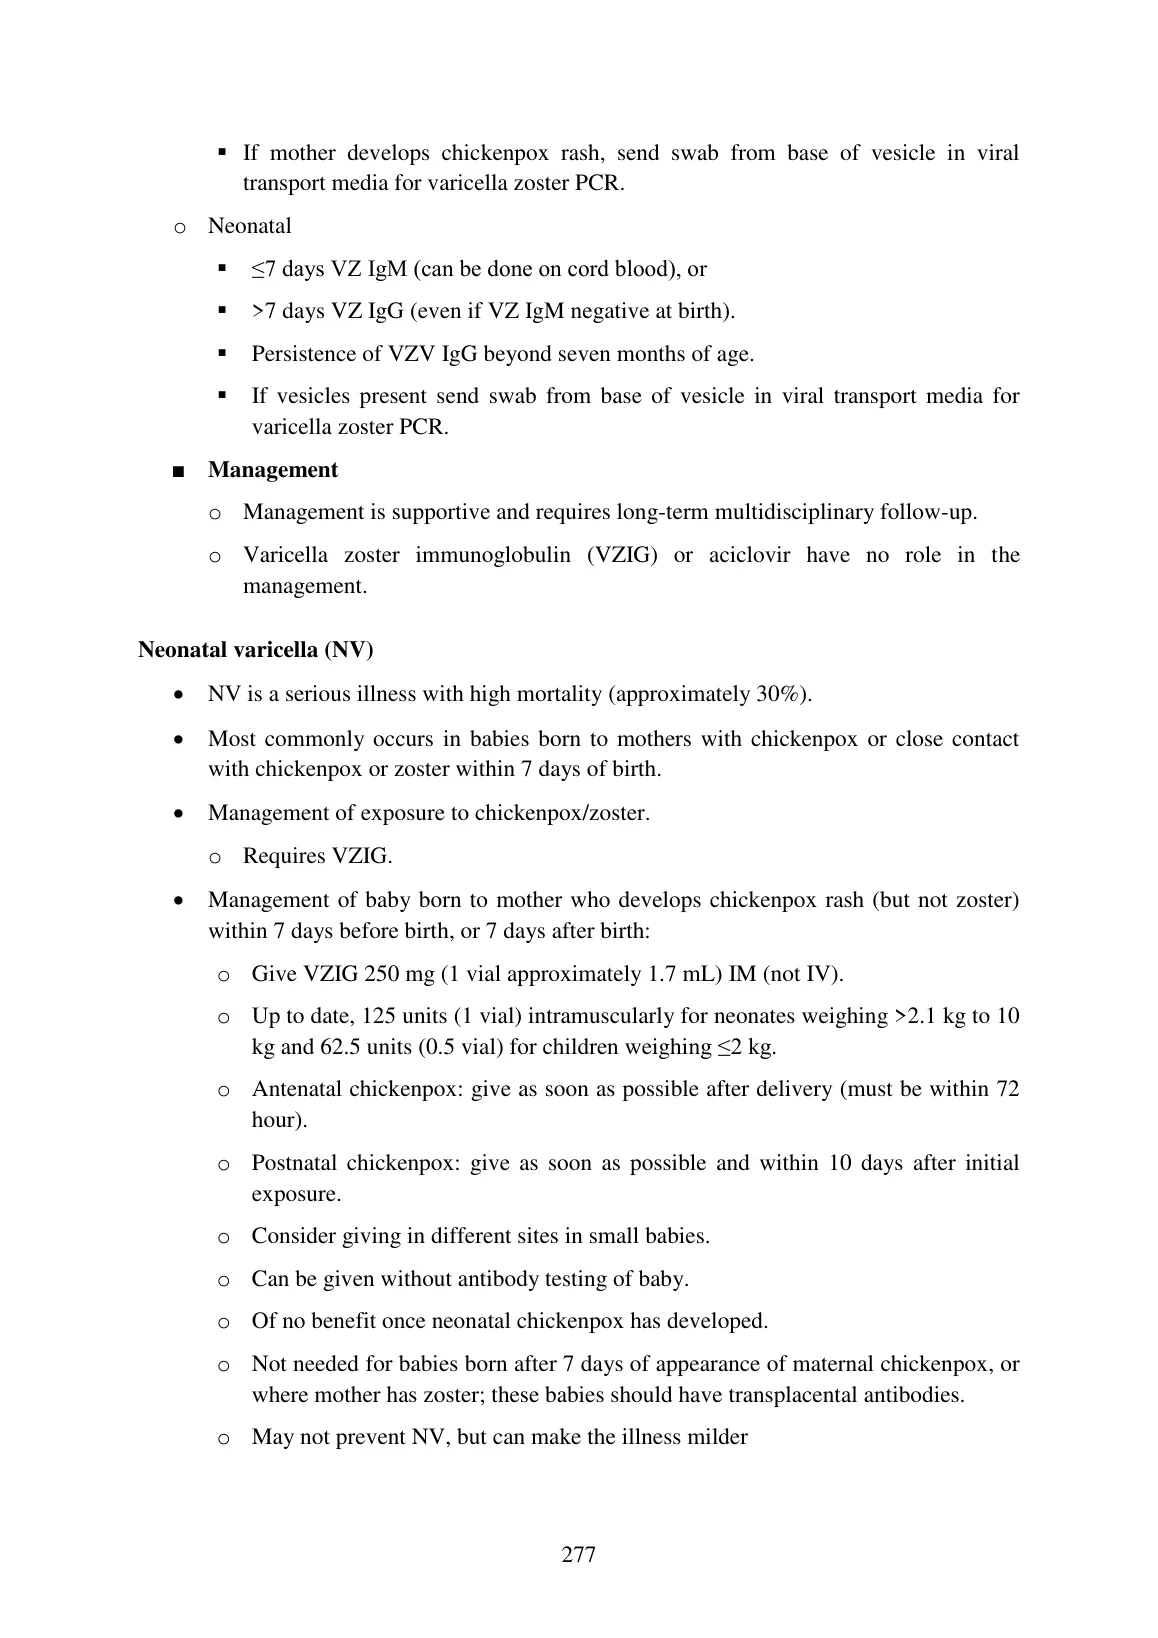 ▪ If mother develops chickenpox rash, send swab from base of vesicle in viral
transport media for varicella zoster PCR.
o Neonatal
▪ ≤7 days VZ IgM (can be done on cord blood), or
▪ >7 days VZ IgG (even if VZ IgM negative at birth).
▪ Persistence of VZV IgG beyond seven months of age.
▪ If vesicles present send swab from base of vesicle in viral transport media for
varicella zoster PCR.
■ Management
o Management is supportive and requires long-term multidisciplinary follow-up.
o Varicella zoster immunoglobulin (VZIG) or aciclovir have no role in the
management.
Neonatal varicella (NV)
• NV is a serious illness with high mortality (approximately 30%).
• Most commonly occurs in babies born to mothers with chickenpox or close contact
with chickenpox or zoster within 7 days of birth.
• Management of exposure to chickenpox/zoster.
o Requires VZIG.
• Management of baby born to mother who develops chickenpox rash (but not zoster)
within 7 days before birth, or 7 days after birth:
o Give VZIG 250 mg (1 vial approximately 1.7 mL) IM (not IV).
o Up to date, 125 units (1 vial) intramuscularly for neonates weighing >2.1 kg to 10
kg and 62.5 units (0.5 vial) for children weighing ≤2 kg.
o Antenatal chickenpox: give as soon as possible after delivery (must be within 72
hour).
o Postnatal chickenpox: give as soon as possible and within 10 days after initial
exposure.
o Consider giving in different sites in small babies.
o Can be given without antibody testing of baby.
o Of no benefit once neonatal chickenpox has developed.
o Not needed for babies born after 7 days of appearance of maternal chickenpox, or
where mother has zoster; these babies should have transplacental antibodies.
o May not prevent NV, but can make the illness milder
277